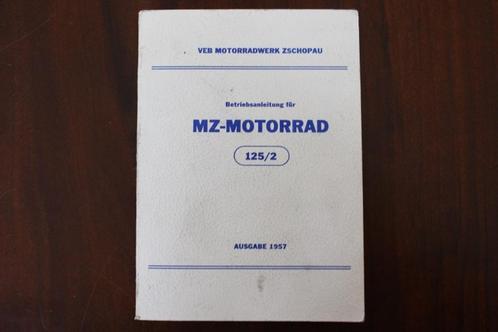 VEB MOTORRADWERK ZSCHOPAU
Betriebsanleitung für
MZ-MOTORRAD
125/2
AUSGABE 1957